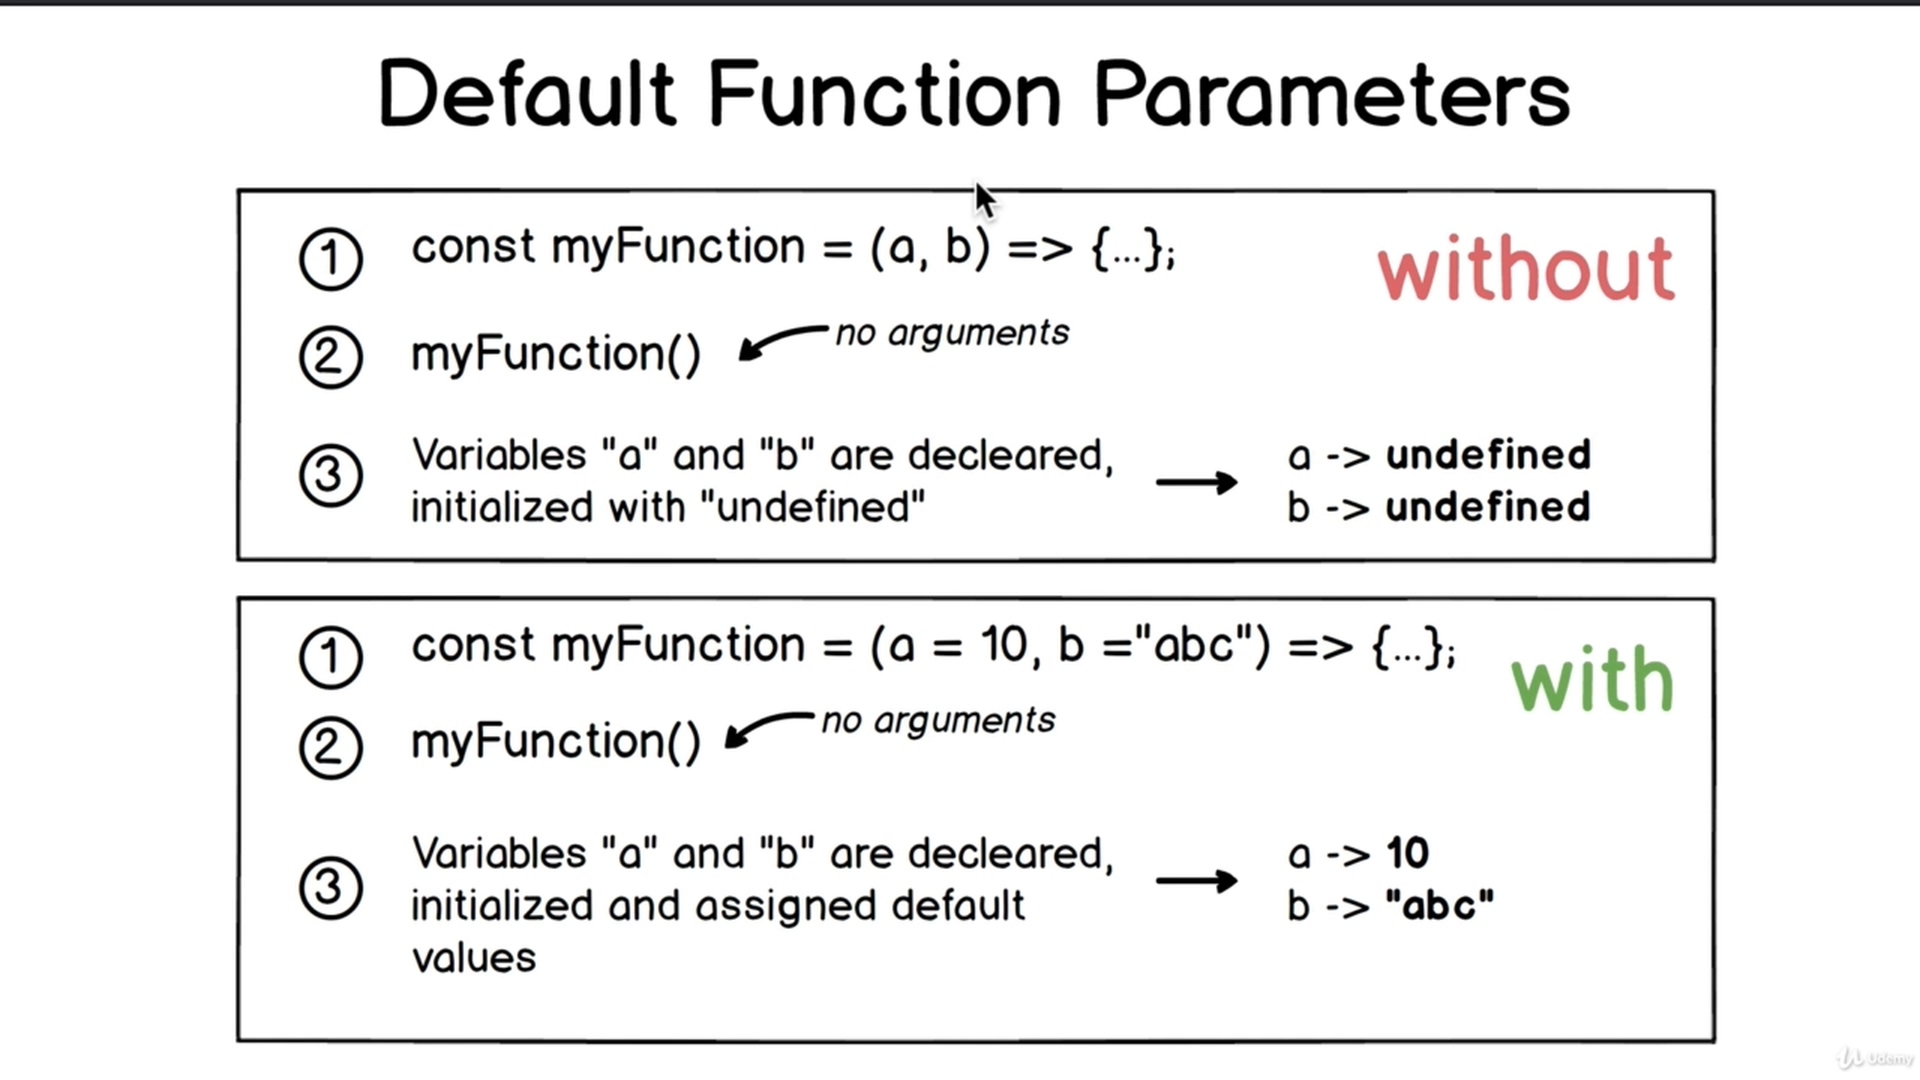 Default Function Parameters
1 const myFunction = (a, b) => {...};
without
2 myFunction()
no arguments
3 Variables "a" and "b" are decleared,
initialized with "undefined"
a -> undefined
b -> undefined
1 const myFunction = (a = 10, b ="abc") => {...};
with
2 myFunction()
no arguments
3 Variables "a" and "b" are decleared,
initialized and assigned default
values
a -> 10
b -> "abc"
Udemy